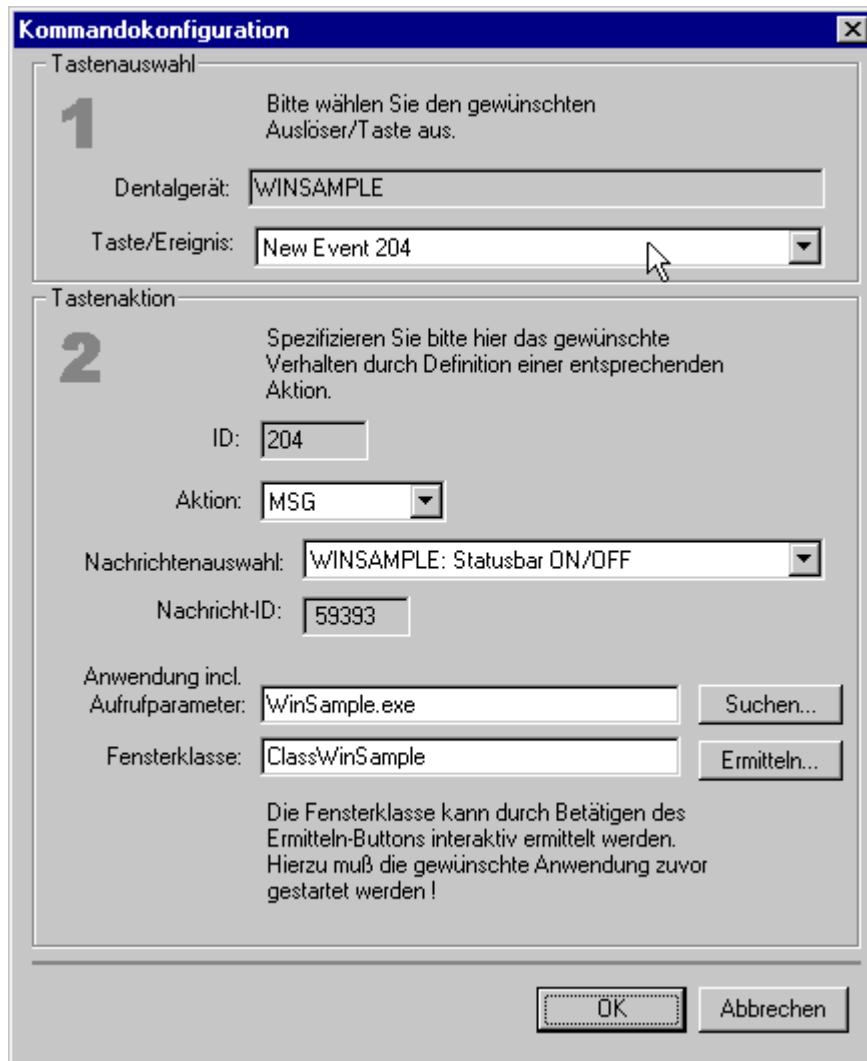 Kommandokonfiguration
Tastenauswahl
1
Bitte wählen Sie den gewünschten
Auslöser/Taste aus.
Dentalgerät: WINSAMPLE
Taste/Ereignis: New Event 204
Tastenaktion
2
Spezifizieren Sie bitte hier das gewünschte
Verhalten durch Definition einer entsprechenden
Aktion.
ID: 204
Aktion: MSG
Nachrichtenauswahl: WINSAMPLE: Statusbar ON/OFF
Nachricht-ID: 59393
Anwendung incl.
Aufrufparameter: WinSample.exe Suchen...
Fensterklasse: ClassWinSample Ermitteln...
Die Fensterklasse kann durch Betätigen des
Ermitteln-Buttons interaktiv ermittelt werden.
Hierzu muß die gewünschte Anwendung zuvor
gestartet werden !
OK Abbrechen